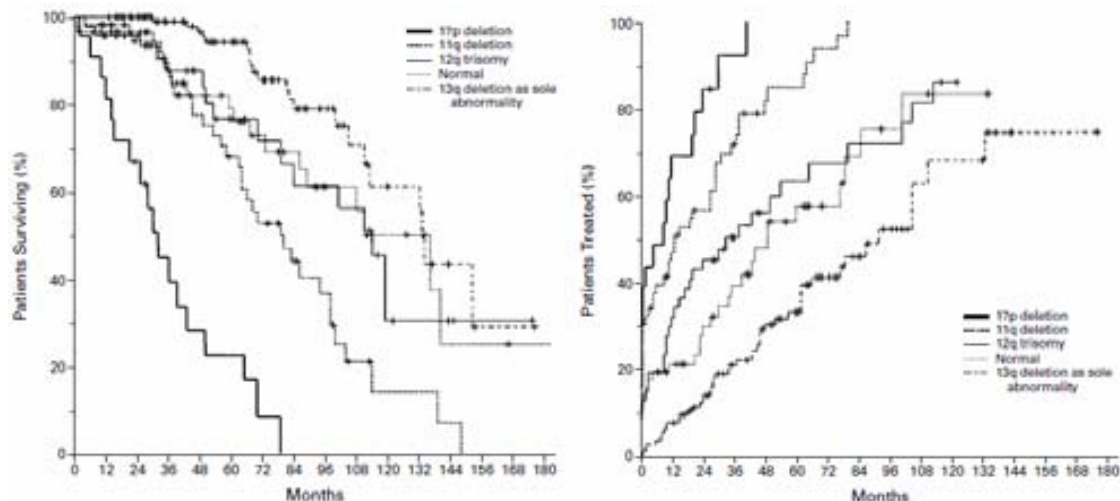 100
80
60
40
20
0
Patients Surviving (%)
17p deletion
11q deletion
12q trisomy
Normal
13q deletion as sole
abnormality
0 12 24 36 48 60 72 84 96 108 120 132 144 156 168 180
Months
100
80
60
40
20
0
Patients Treated (%)
17p deletion
11q deletion
12q trisomy
Normal
13q deletion as sole
abnormality
0 12 24 36 48 60 72 84 96 108 120 132 144 156 168 180
Months